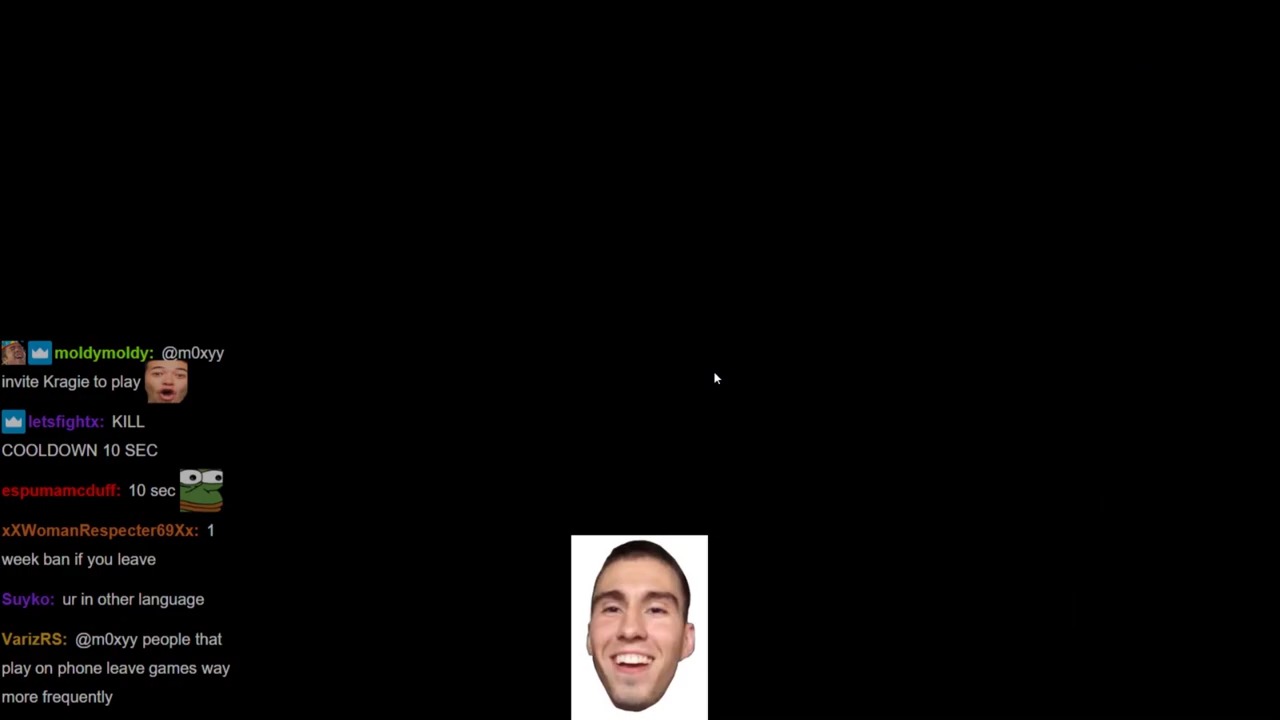 moldymoldy: @m0xyy
invite Kragie to play
letsfightx: KILL
COOLDOWN 10 SEC
espumamcduff: 10 sec
xXWomanRespecter69Xx: 1
week ban if you leave
Suyko: ur in other language
VarizRS: @m0xyy people that
play on phone leave games way
more frequently